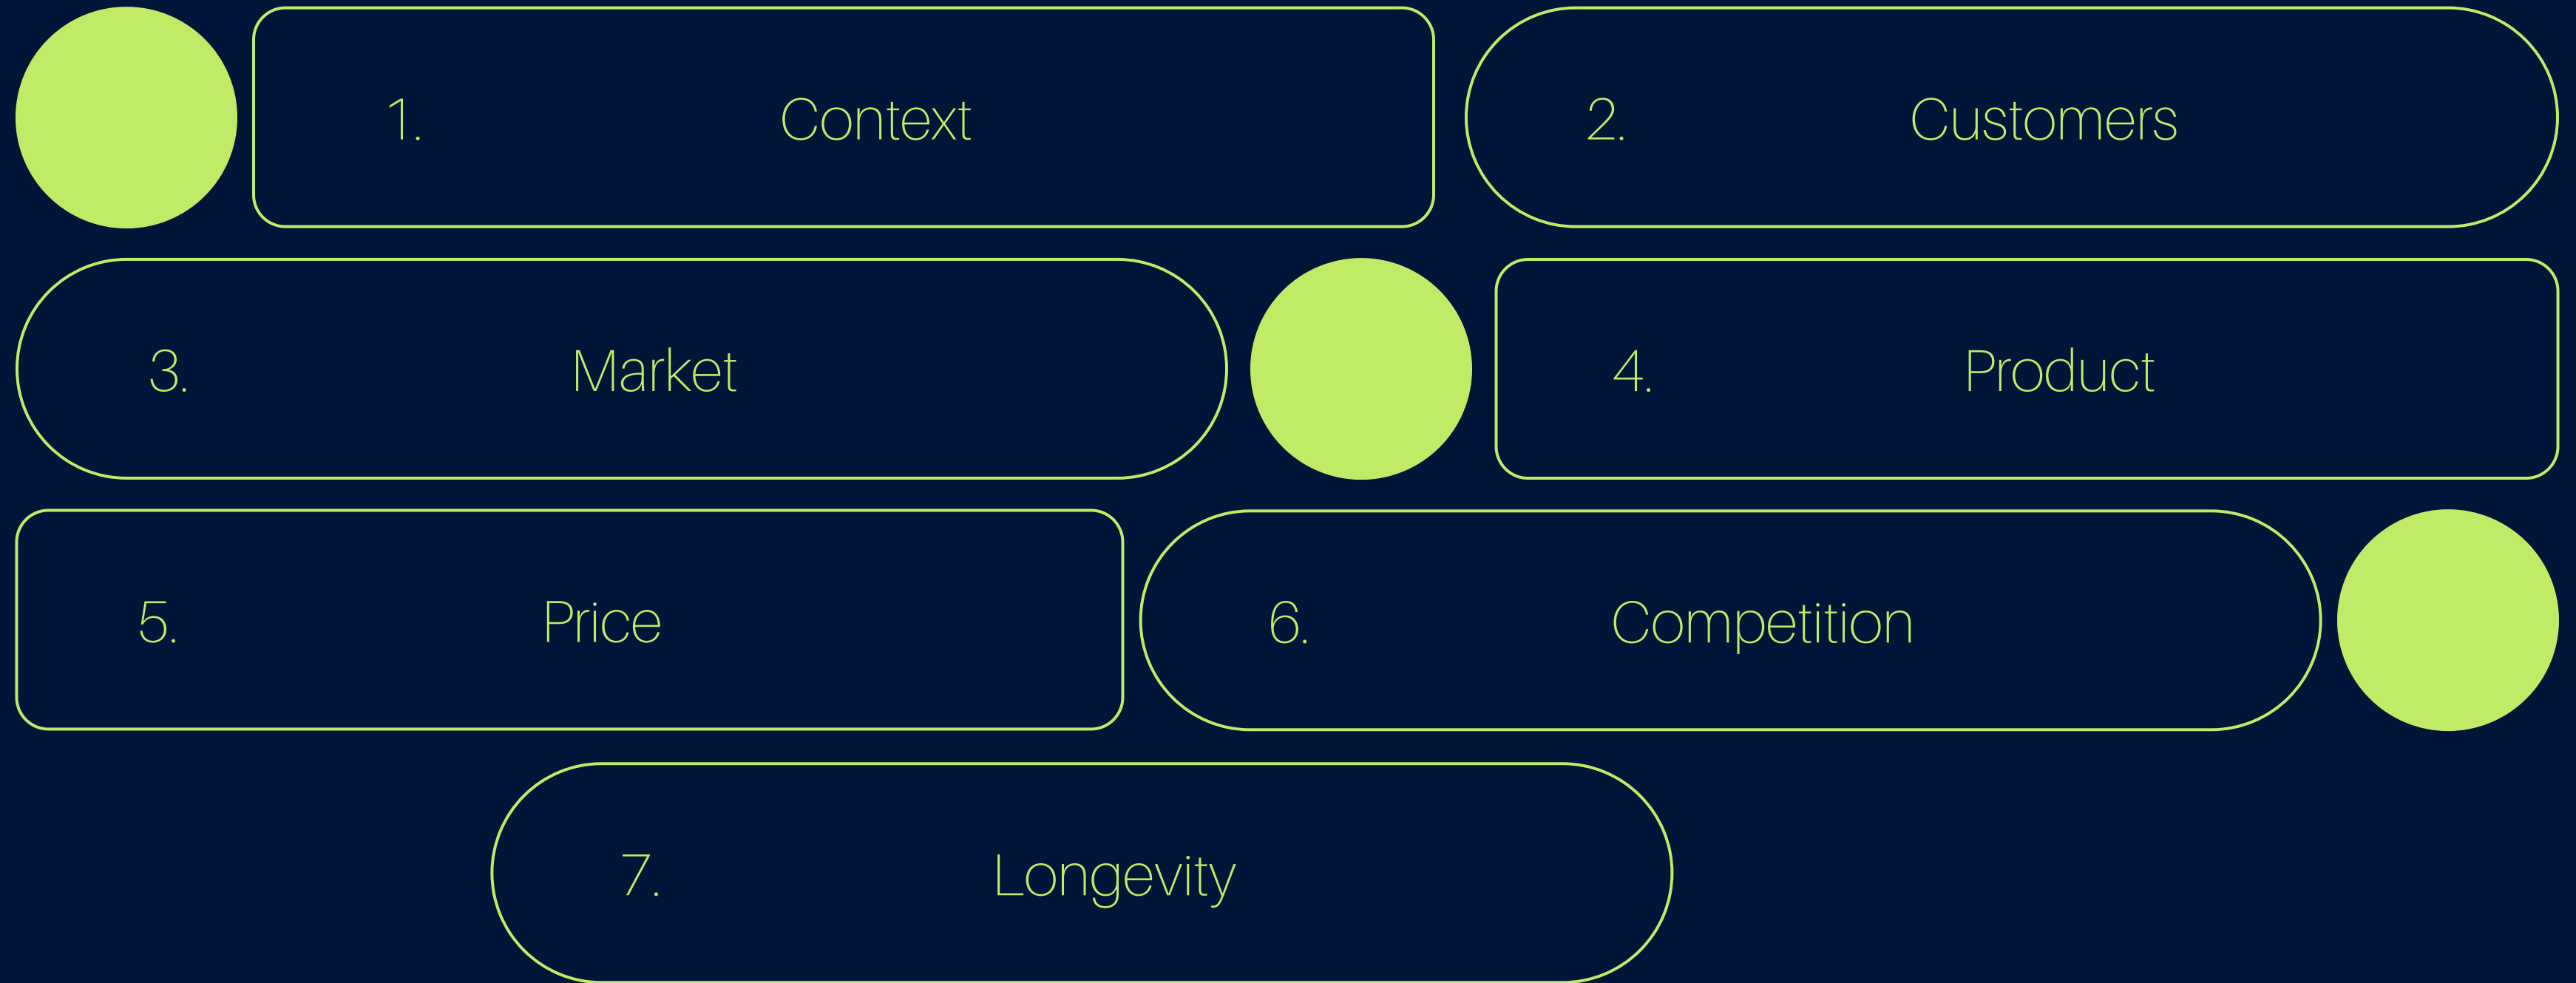 1. Context
2. Customers
3. Market
4. Product
5. Price
6. Competition
7. Longevity